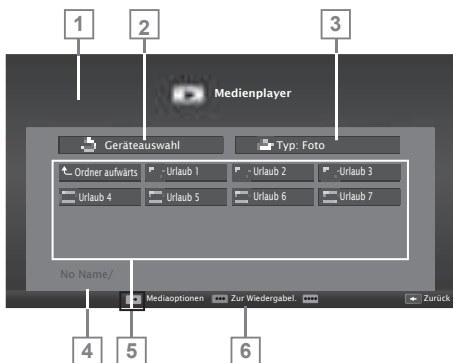 1 2 3
Medienplayer
Geräteauswahl Typ: Foto
Ordner aufwärts Urlaub 1 Urlaub 2 Urlaub 3
Urlaub 4 Urlaub 5 Urlaub 6 Urlaub 7
No Name/
Mediaoptionen Zur Wiedergabel. Zurück
4 5 6